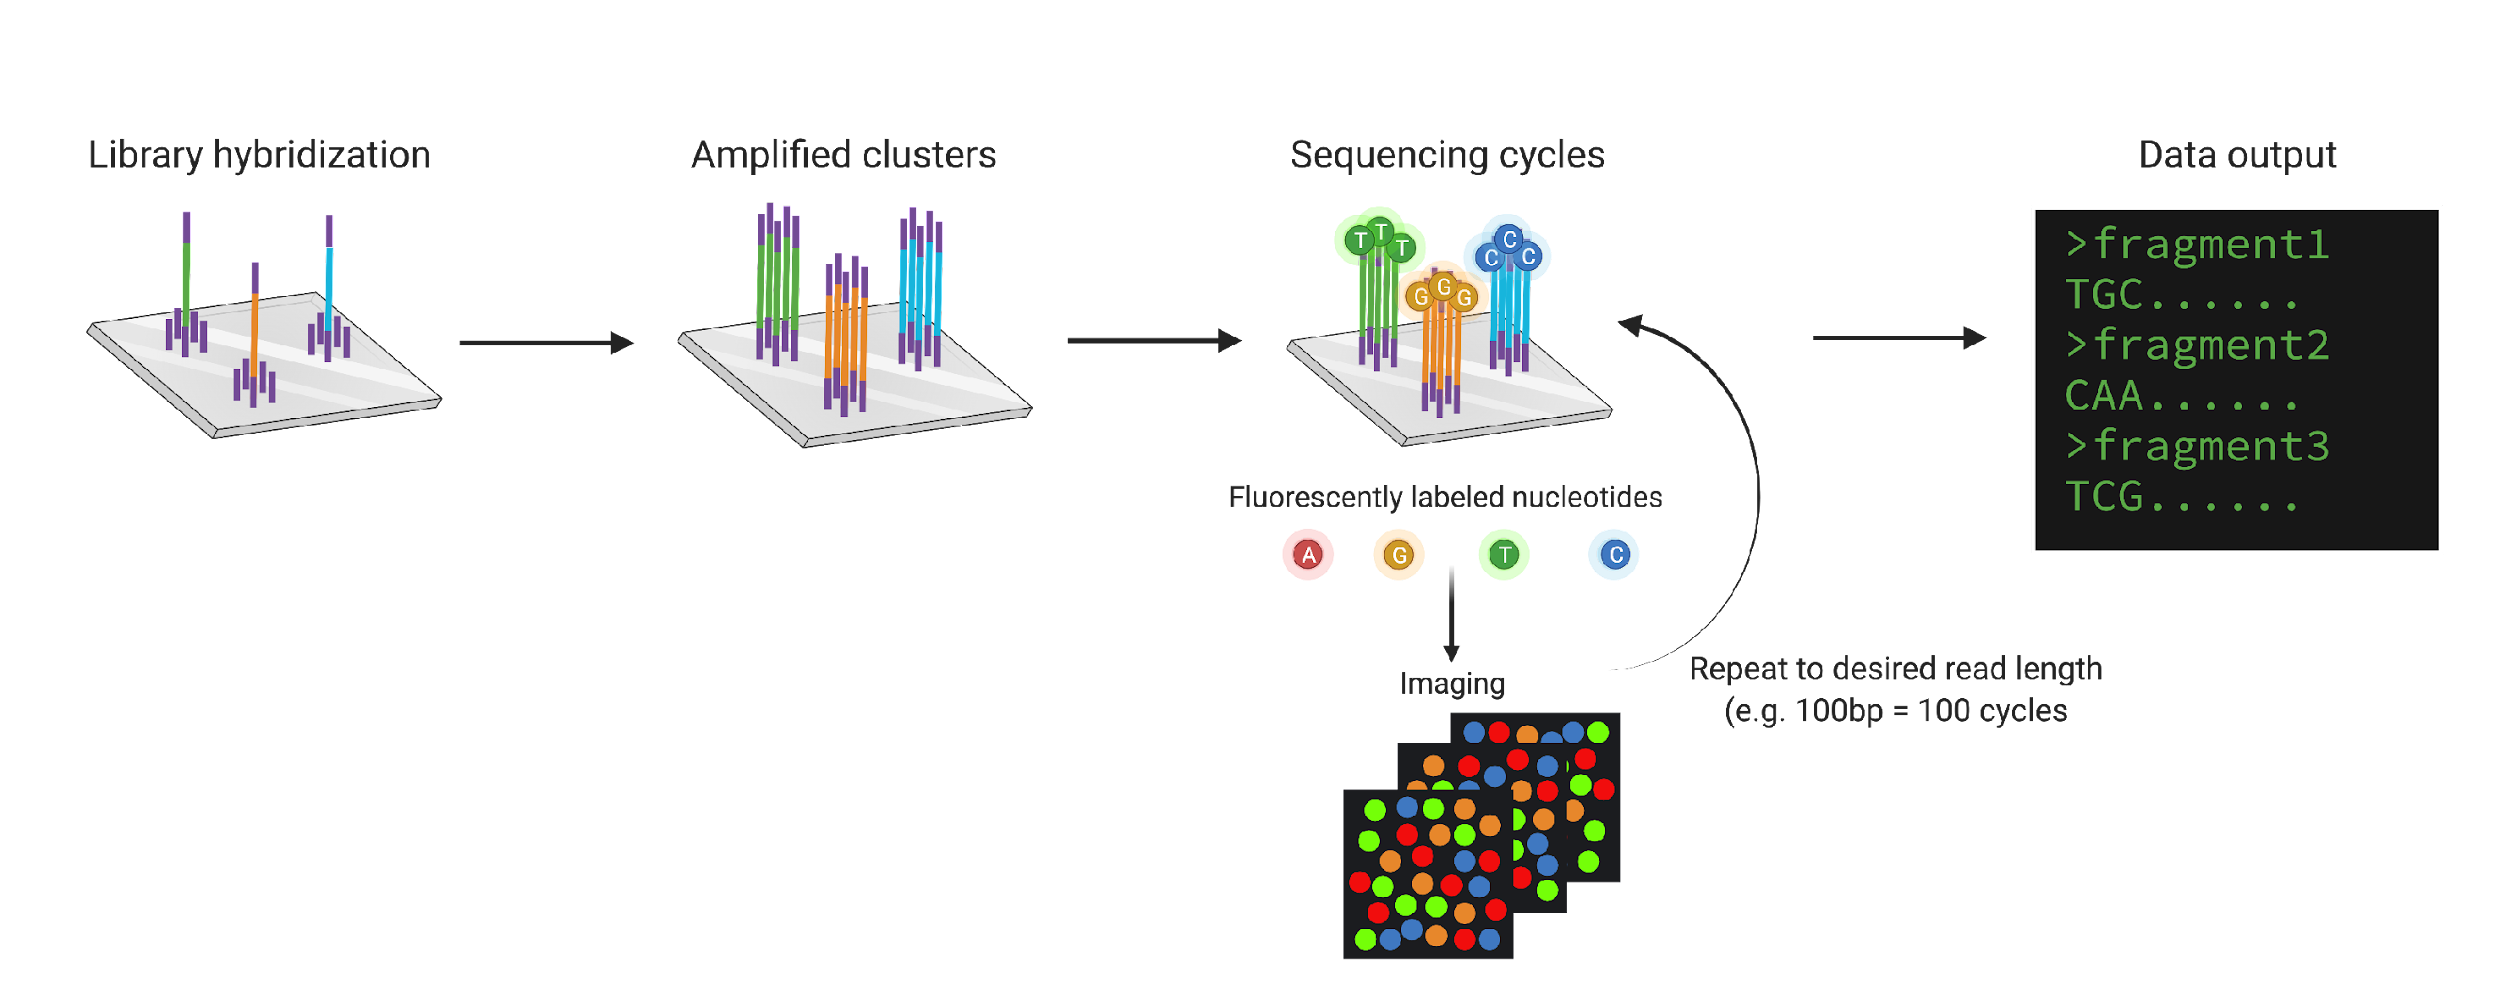 Library hybridization
Amplified clusters
Sequencing cycles
Data output
T T T
C C C
G G G
>fragment1
TGC......
>fragment2
CAA......
>fragment3
TCG......
Fluorescently labeled nucleotides
A G T C
Imaging
Repeat to desired read length
(e.g. 100bp = 100 cycles